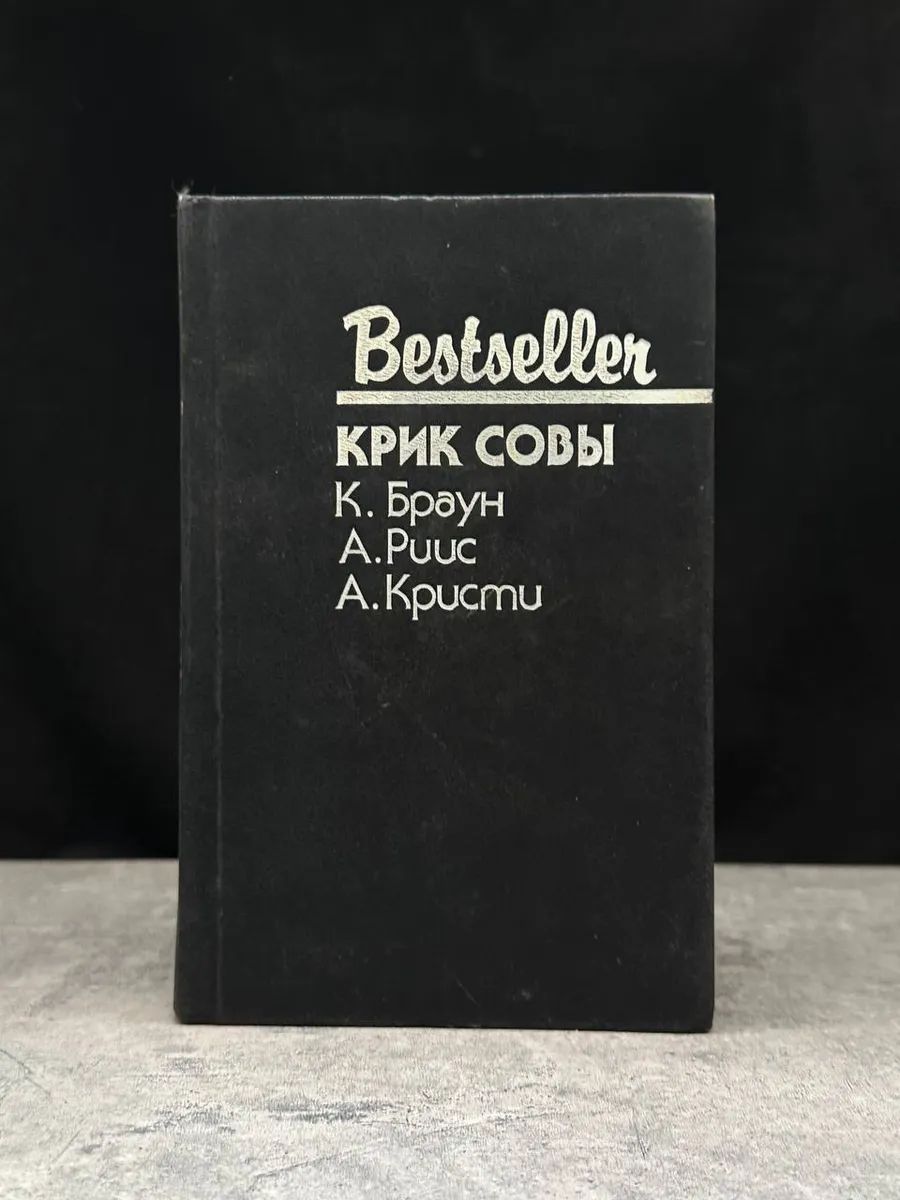 Bestseller
КРИК СОВЫ
К. Браун
А. Риис
А. Кристи